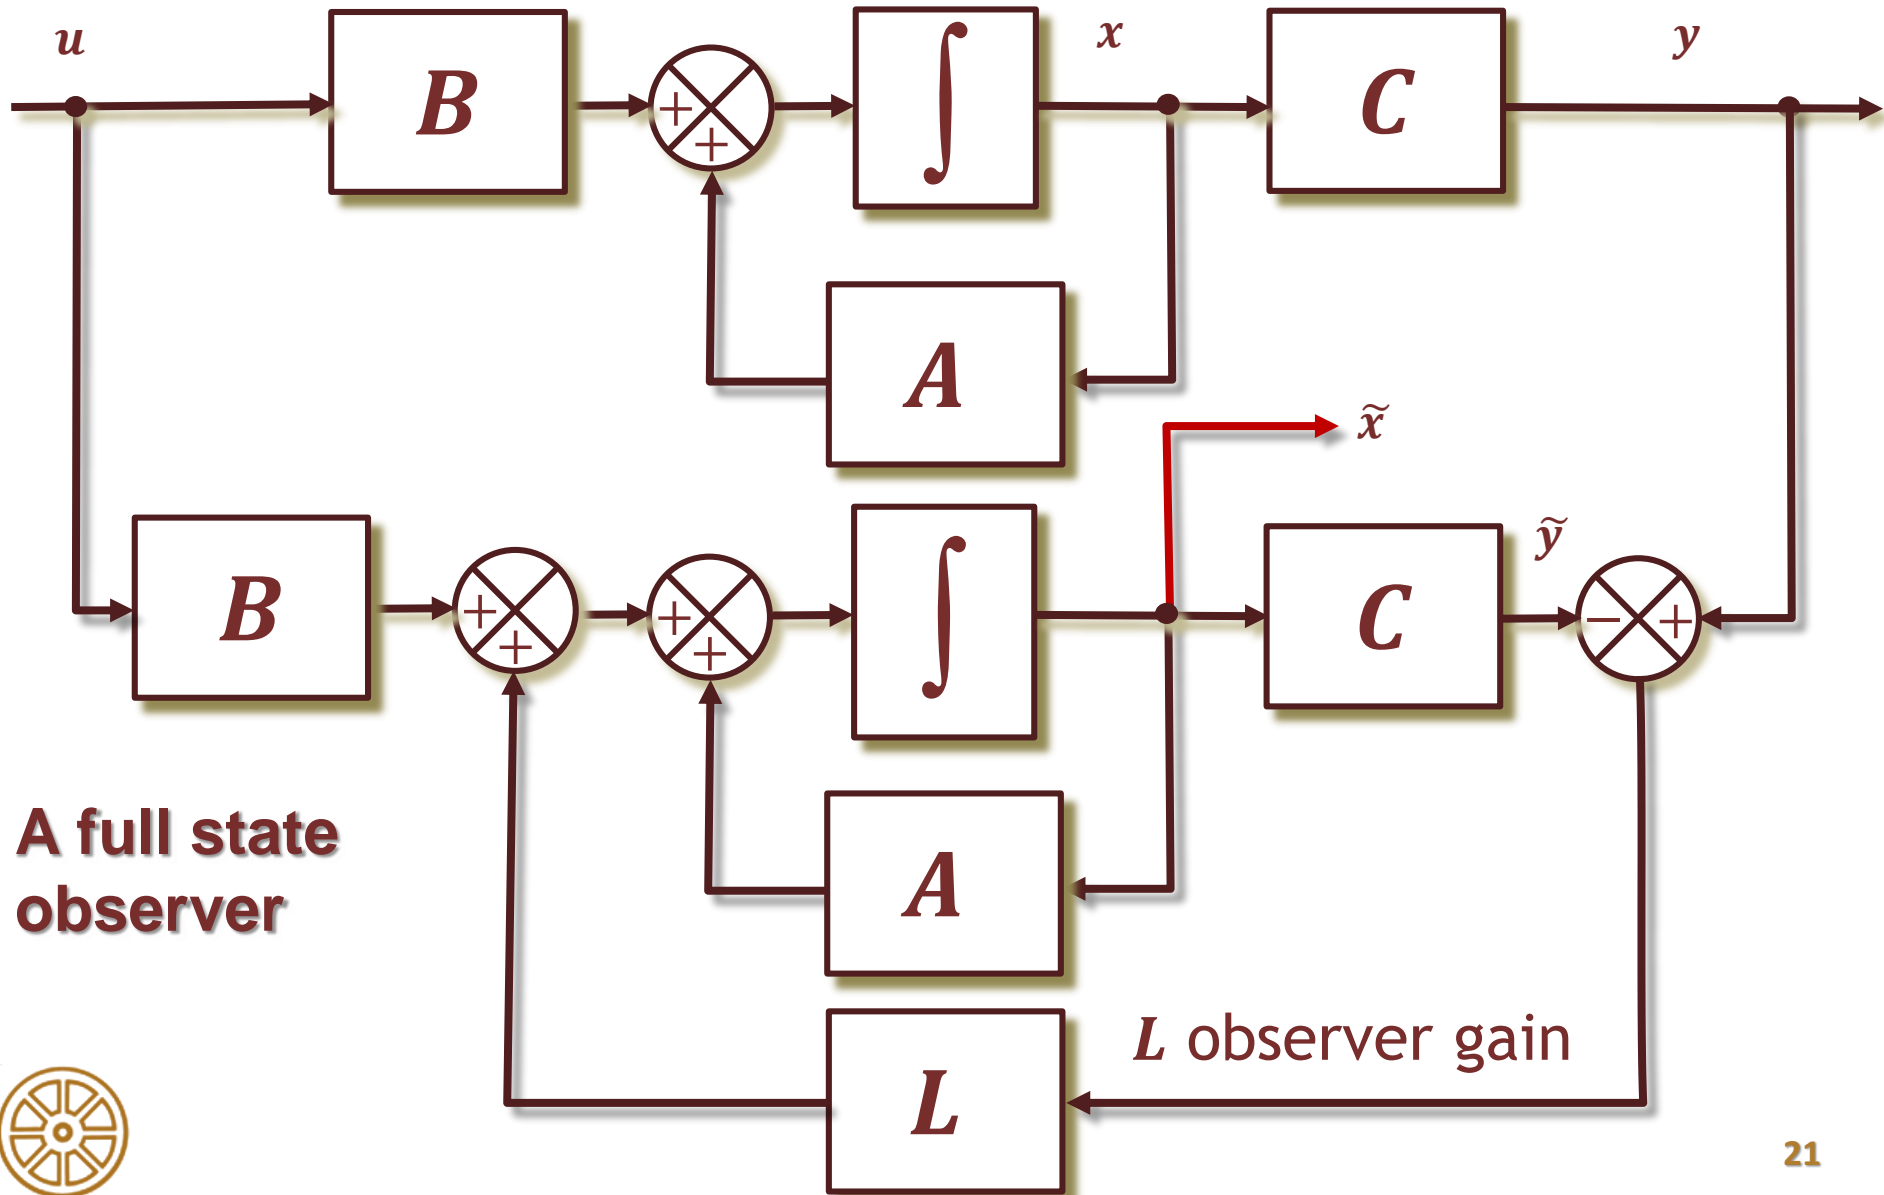 u
x
y
B
+
+
∫
C
A
x̃
ỹ
B
+
+
+
+
∫
C
−
+
A
A full state
observer
L observer gain
L
21